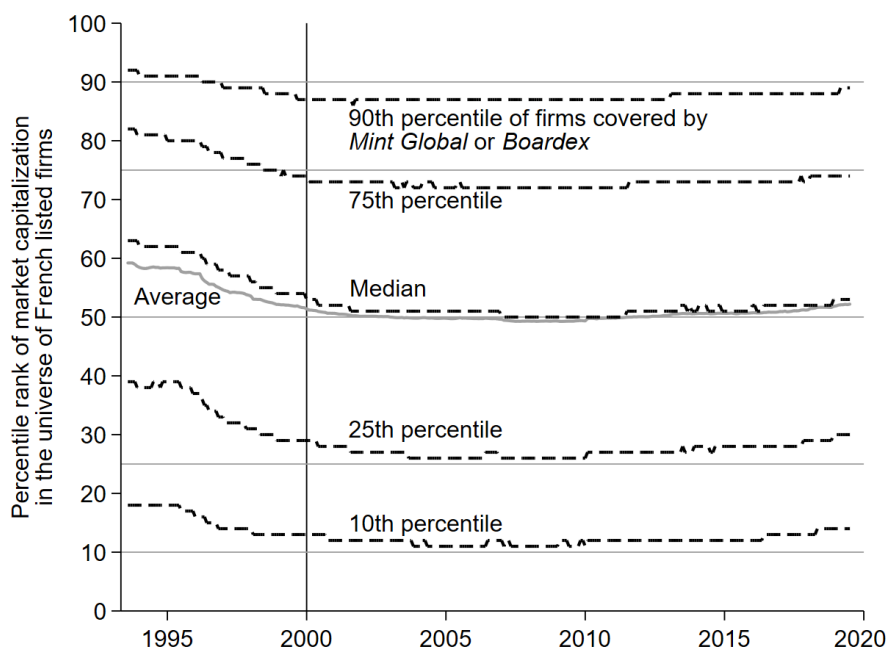 Percentile rank of market capitalization
in the universe of French listed firms
100
90
80
70
60
50
40
30
20
10
0
90th percentile of firms covered by
Mint Global or Boardex
75th percentile
Median
Average
25th percentile
10th percentile
1995
2000
2005
2010
2015
2020